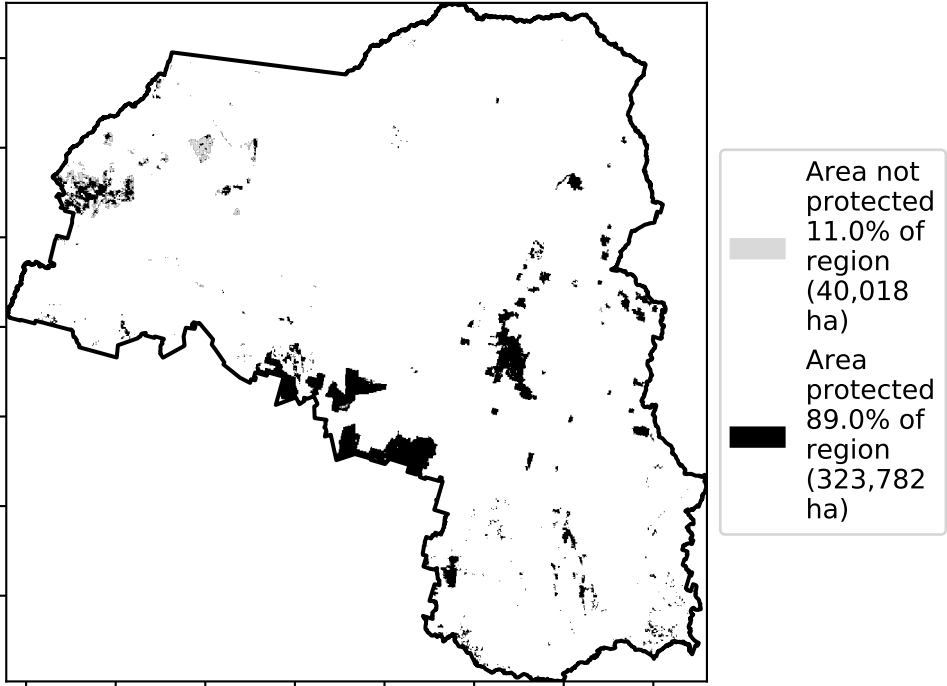 Area not
protected
11.0% of
region
(40,018
ha)
Area
protected
89.0% of
region
(323,782
ha)